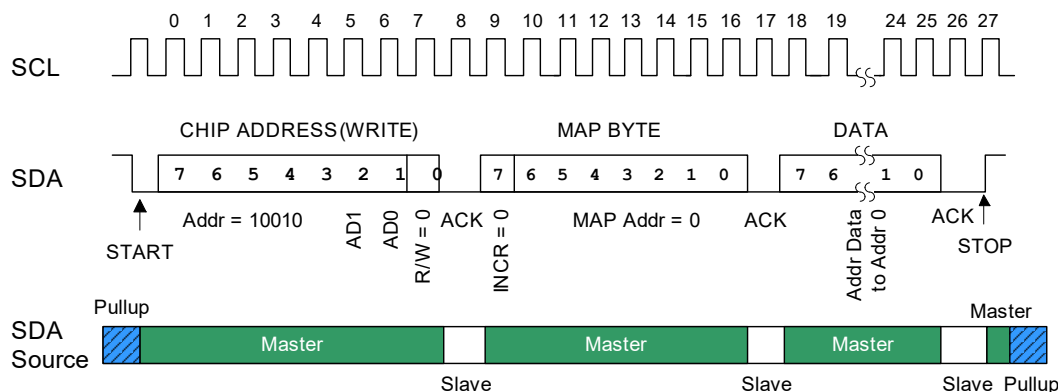 0 1 2 3 4 5 6 7 8 9 10 11 12 13 14 15 16 17 18 19 24 25 26 27
SCL
CHIP ADDRESS (WRITE) MAP BYTE DATA
SDA
7 6 5 4 3 2 1 0 7 6 5 4 3 2 1 0 7 6 1 0
START
Addr = 10010
AD1
AD0
R/W = 0
ACK
INCR = 0
MAP Addr = 0
ACK
Addr Data
to Addr 0
ACK
STOP
SDA
Source
Pullup
Master
Slave
Master
Slave
Master
Slave
Master
Pullup